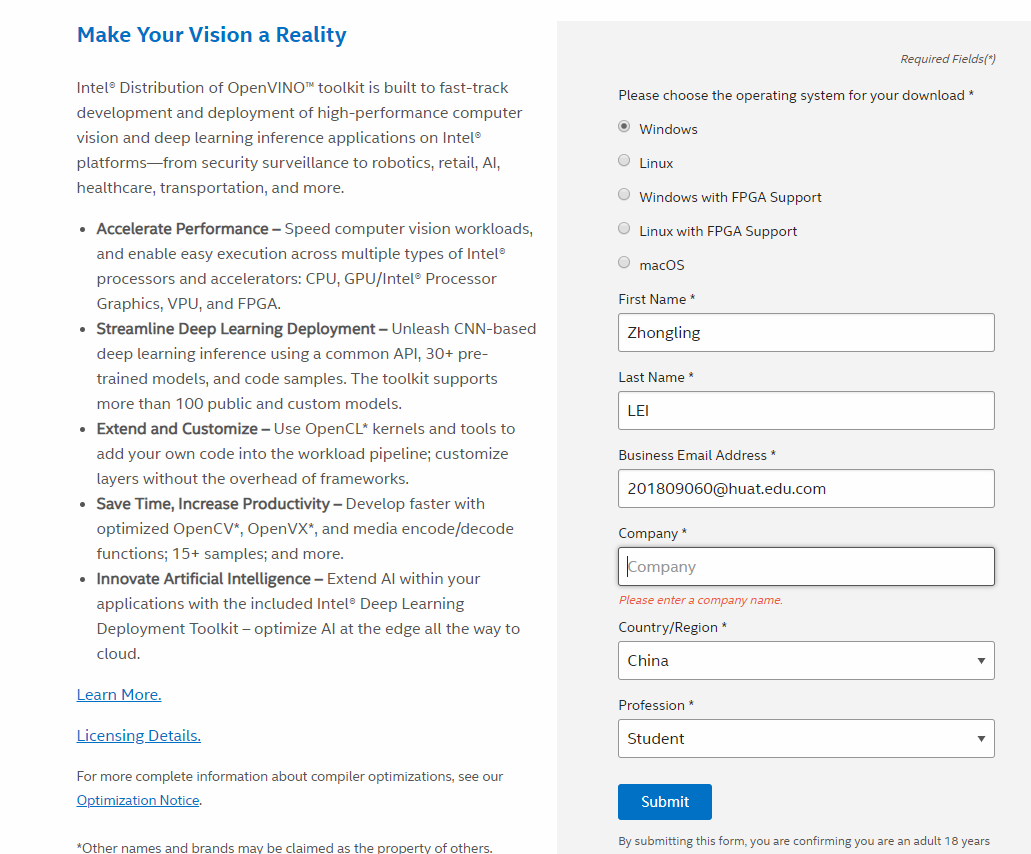 Make Your Vision a Reality
Intel® Distribution of OpenVINO™ toolkit is built to fast-track
development and deployment of high-performance computer
vision and deep learning inference applications on Intel®
platforms—from security surveillance to robotics, retail, AI,
healthcare, transportation, and more.
• Accelerate Performance – Speed computer vision workloads,
and enable easy execution across multiple types of Intel®
processors and accelerators: CPU, GPU/Intel® Processor
Graphics, VPU, and FPGA.
• Streamline Deep Learning Deployment – Unleash CNN-based
deep learning inference using a common API, 30+ pre-
trained models, and code samples. The toolkit supports
more than 100 public and custom models.
• Extend and Customize – Use OpenCL* kernels and tools to
add your own code into the workload pipeline; customize
layers without the overhead of frameworks.
• Save Time, Increase Productivity – Develop faster with
optimized OpenCV*, OpenVX*, and media encode/decode
functions; 15+ samples; and more.
• Innovate Artificial Intelligence – Extend AI within your
applications with the included Intel® Deep Learning
Deployment Toolkit – optimize AI at the edge all the way to
cloud.
Learn More.
Licensing Details.
For more complete information about compiler optimizations, see our
Optimization Notice.
*Other names and brands may be claimed as the property of others.
Required Fields(*)
Please choose the operating system for your download *
Windows
Linux
Windows with FPGA Support
Linux with FPGA Support
macOS
First Name *
Zhongling
Last Name *
LEI
Business Email Address *
201809060@huat.edu.com
Company *
Company
Please enter a company name.
Country/Region *
China
Profession *
Student
Submit
By submitting this form, you are confirming you are an adult 18 years